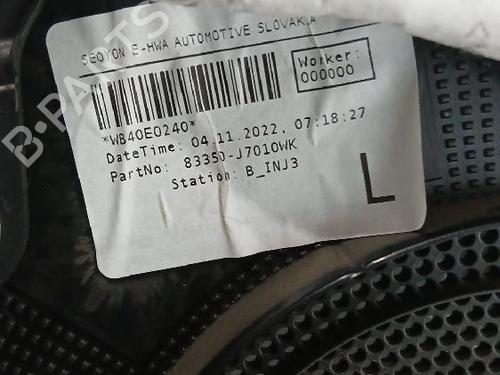 SEOYON E-HWA AUTOMOTIVE SLOVAKIA
Worker:
000000
*WB40E0240*
DateTime: 04.11.2022, 07:18:27
PartNo: 83350-J7010WK
Station: B_INJ3
L
B-PARTS